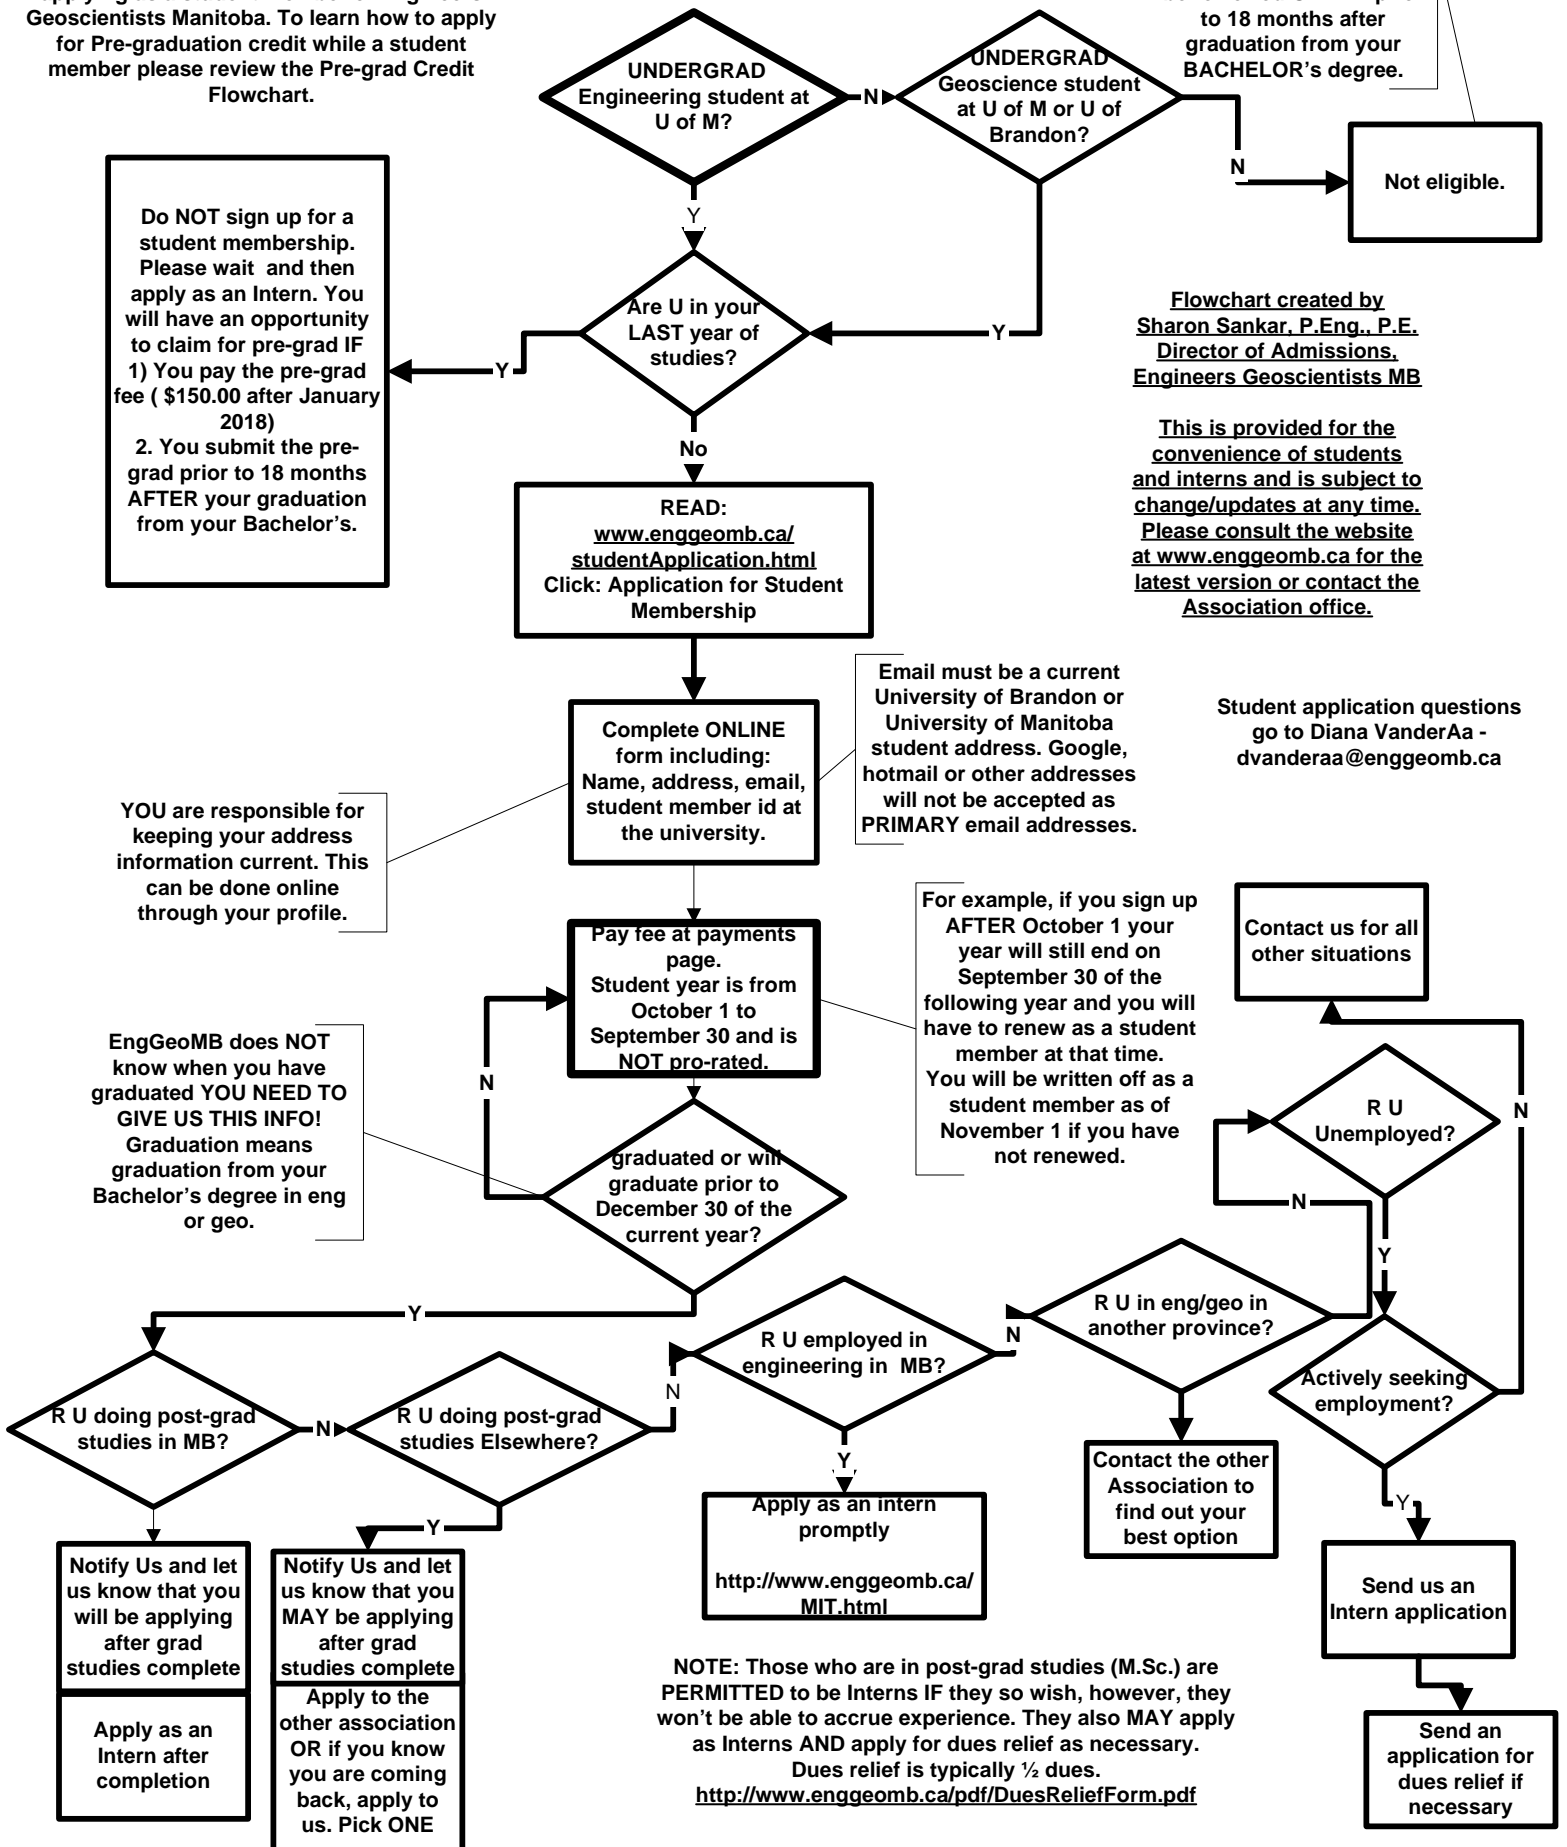 Geoscientists Manitoba. To learn how to apply
for Pre-graduation credit while a student
member please review the Pre-grad Credit
Flowchart.
to 18 months after
graduation from your
BACHELOR's degree.
UNDERGRAD
Engineering student at
U of M?
N
UNDERGRAD
Geoscience student
at U of M or U of
Brandon?
N
Not eligible.
Y
Do NOT sign up for a
student membership.
Please wait and then
apply as an Intern. You
will have an opportunity
to claim for pre-grad IF
1) You pay the pre-grad
fee ( $150.00 after January
2018)
2. You submit the pre-
grad prior to 18 months
AFTER your graduation
from your Bachelor's.
Are U in your
LAST year of
studies?
Y
Y
No
Flowchart created by
Sharon Sankar, P.Eng., P.E.
Director of Admissions,
Engineers Geoscientists MB
This is provided for the
convenience of students
and interns and is subject to
change/updates at any time.
Please consult the website
at www.enggeomb.ca for the
latest version or contact the
Association office.
READ:
www.enggeomb.ca/
studentApplication.html
Click: Application for Student
Membership
Complete ONLINE
form including:
Name, address, email,
student member id at
the university.
Email must be a current
University of Brandon or
University of Manitoba
student address. Google,
hotmail or other addresses
will not be accepted as
PRIMARY email addresses.
Student application questions
go to Diana VanderAa -
dvanderaa@enggeomb.ca
YOU are responsible for
keeping your address
information current. This
can be done online
through your profile.
Pay fee at payments
page.
Student year is from
October 1 to
September 30 and is
NOT pro-rated.
For example, if you sign up
AFTER October 1 your
year will still end on
September 30 of the
following year and you will
have to renew as a student
member at that time.
You will be written off as a
student member as of
November 1 if you have
not renewed.
Contact us for all
other situations
EngGeoMB does NOT
know when you have
graduated YOU NEED TO
GIVE US THIS INFO!
Graduation means
graduation from your
Bachelor's degree in eng
or geo.
N
graduated or will
graduate prior to
December 30 of the
current year?
R U
Unemployed?
N
N
Y
Y
R U doing post-grad
studies in MB?
N
R U doing post-grad
studies Elsewhere?
N
R U employed in
engineering in MB?
N
R U in eng/geo in
another province?
Actively seeking
employment?
Y
Y
Y
Notify Us and let
us know that you
will be applying
after grad
studies complete
Apply as an
Intern after
completion
Notify Us and let
us know that you
MAY be applying
after grad
studies complete
Apply to the
other association
OR if you know
you are coming
back, apply to
us. Pick ONE
Apply as an intern
promptly
http://www.enggeomb.ca/
MIT.html
Contact the other
Association to
find out your
best option
Send us an
Intern application
Send an
application for
dues relief if
necessary
NOTE: Those who are in post-grad studies (M.Sc.) are
PERMITTED to be Interns IF they so wish, however, they
won't be able to accrue experience. They also MAY apply
as Interns AND apply for dues relief as necessary.
Dues relief is typically ½ dues.
http://www.enggeomb.ca/pdf/DuesReliefForm.pdf